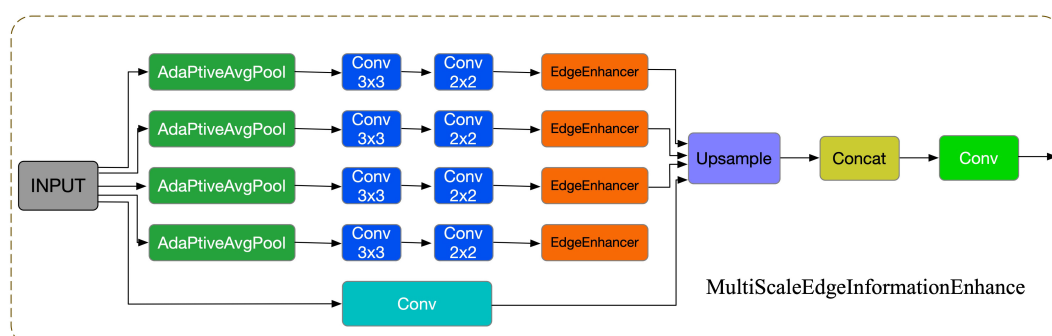 AdaPtiveAvgPool
Conv
3x3
Conv
2x2
EdgeEnhancer
AdaPtiveAvgPool
Conv
3x3
Conv
2x2
EdgeEnhancer
INPUT
AdaPtiveAvgPool
Conv
3x3
Conv
2x2
EdgeEnhancer
AdaPtiveAvgPool
Conv
3x3
Conv
2x2
EdgeEnhancer
Conv
Upsample
Concat
Conv
MultiScaleEdgeInformationEnhance